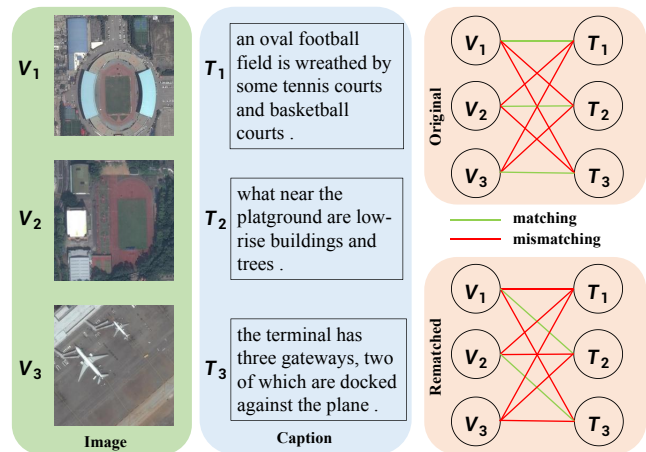 V1
V2
V3
Image
T1
an oval football
field is wreathed by
some tennis courts
and basketball
courts .
T2
what near the
platground are low-
rise buildings and
trees .
T3
the terminal has
three gateways, two
of which are docked
against the plane .
Caption
Original
V1
T1
V2
T2
V3
T3
matching
mismatching
Rematched
V1
T1
V2
T2
V3
T3